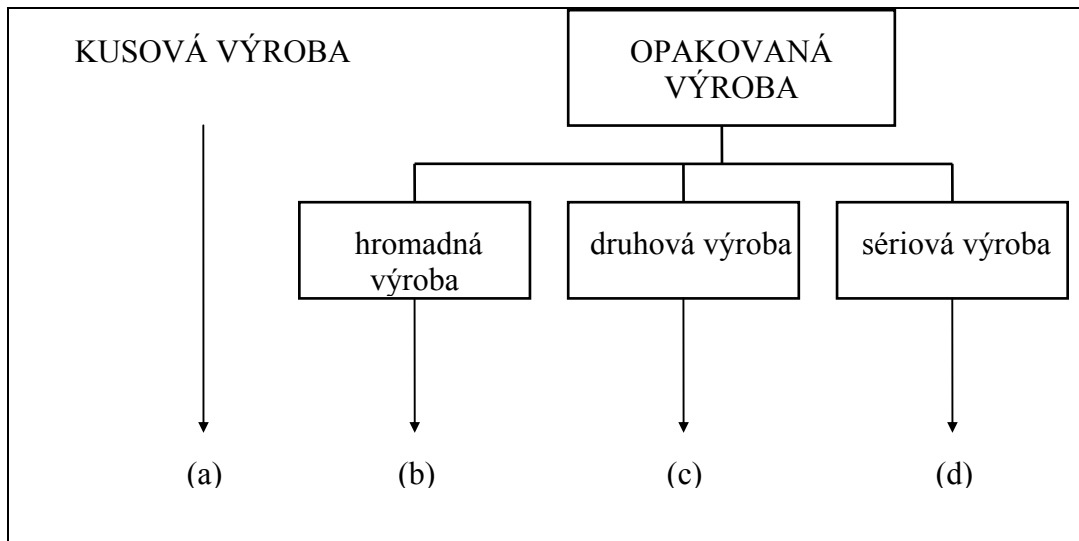 KUSOVÁ VÝROBA
OPAKOVANÁ
VÝROBA
hromadná
výroba
druhová výroba
sériová výroba
(a)
(b)
(c)
(d)